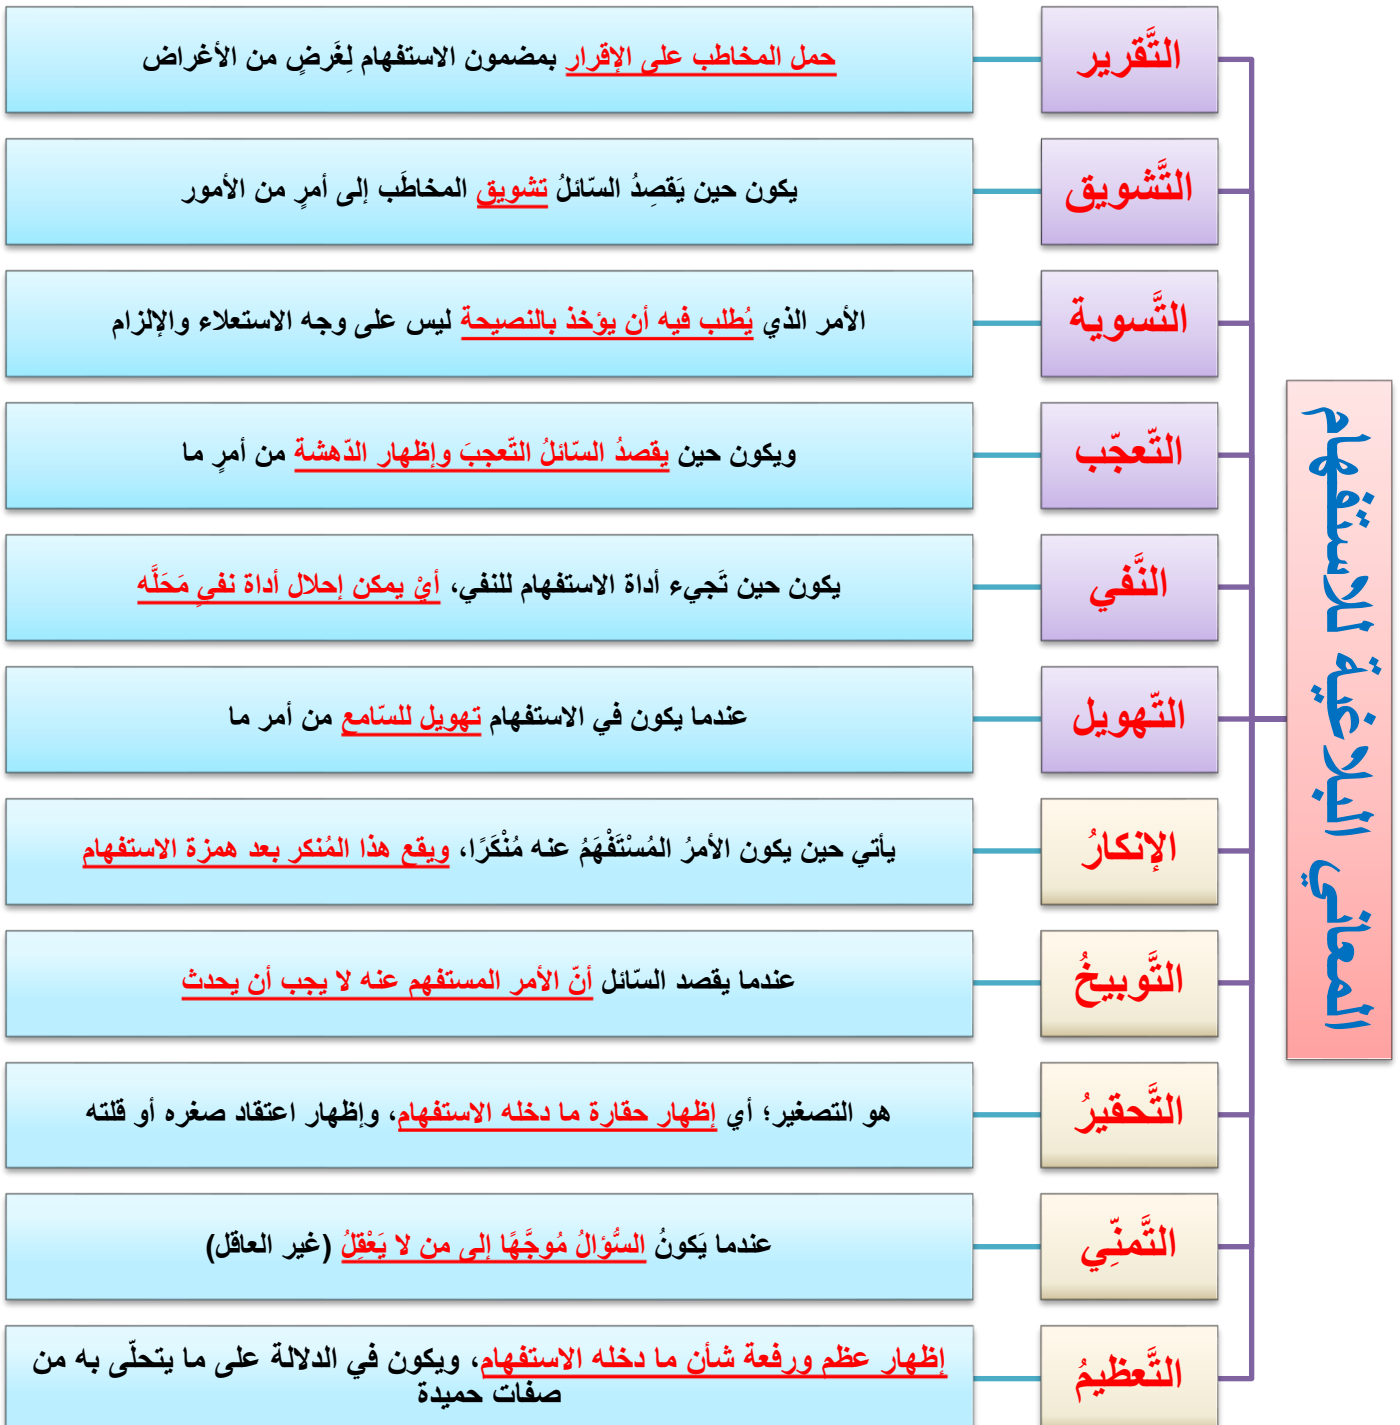 المعاني البلاغية للاستفهام
التَّقرير
حمل المخاطب على الإقرار بمضمون الاستفهام لِغَرضٍ من الأغراض
التَّشويق
يكون حين يَقصِدُ السّائلُ تشويق المخاطَب إلى أمرٍ من الأمور
التَّسوية
الأمر الذي يُطلب فيه أن يؤخذ بالنصيحة ليس على وجه الاستعلاء والإلزام
التّعجّب
ويكون حين يقصدُ السّائلُ التّعجبَ وإظهار الدّهشة من أمرٍ ما
النَّفي
يكون حين تَجيء أداة الاستفهام للنفي، أيْ يمكن إحلال أداة نفيٍ مَحَلَّه
التّهويل
عندما يكون في الاستفهام تهويل للسّامع من أمر ما
الإنكارُ
يأتي حين يكون الأمرُ المُسْتَفْهَمُ عنه مُنْكَرًا، ويقع هذا المُنكر بعد همزة الاستفهام
التَّوبيخُ
عندما يقصد السّائل أنّ الأمر المستفهم عنه لا يجب أن يحدث
التَّحقيرُ
هو التصغير؛ أي إظهار حقارة ما دخله الاستفهام، وإظهار اعتقاد صغره أو قلته
التَّمنِّي
عندما يَكونُ السُّؤالُ مُوجَّهًا إلى من لا يَعْقِلُ (غير العاقل)
التَّعظيمُ
إظهار عظم ورفعة شأن ما دخله الاستفهام، ويكون في الدلالة على ما يتحلّى به من
صفات حميدة